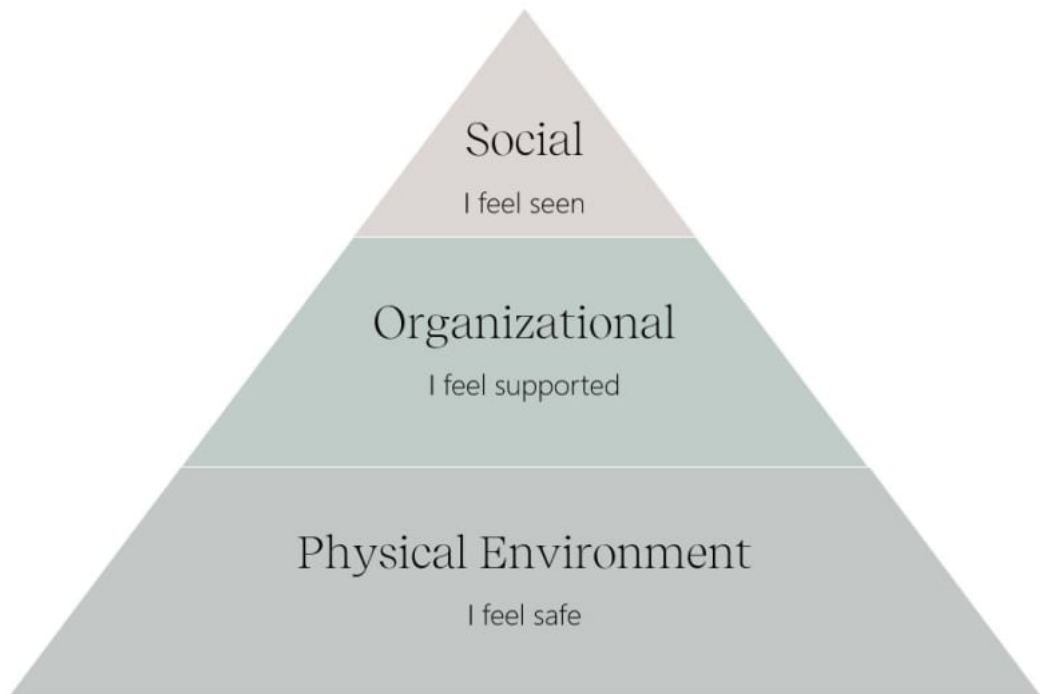 Social
I feel seen
Organizational
I feel supported
Physical Environment
I feel safe